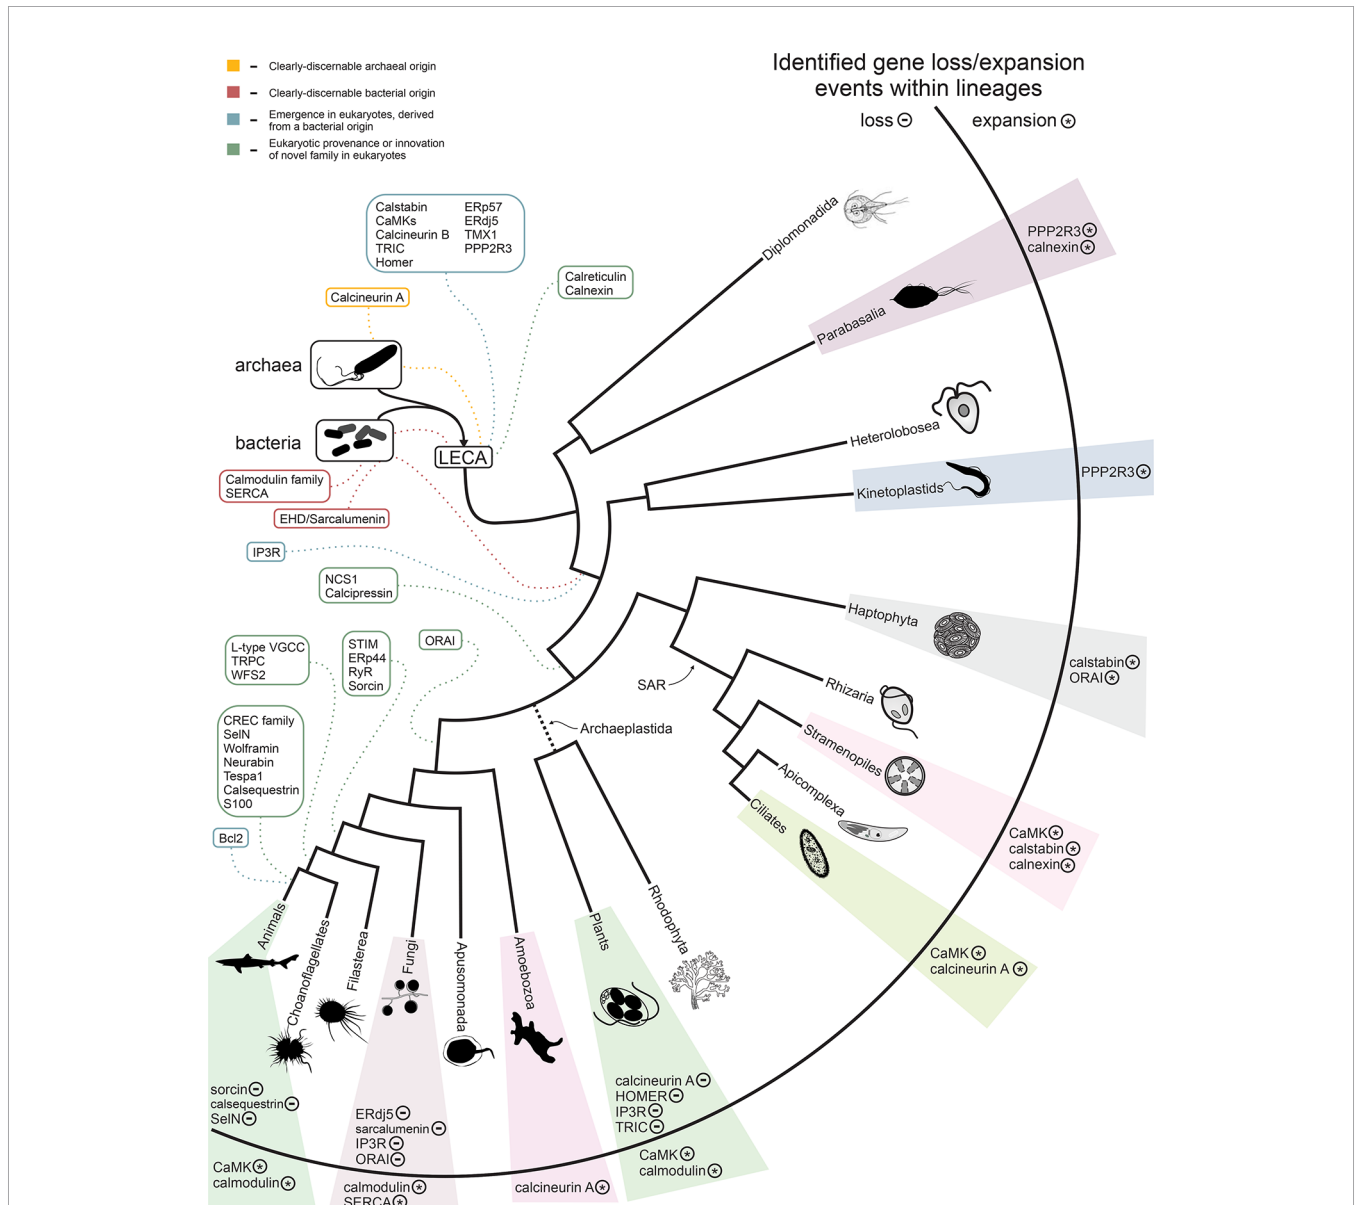 Identified gene loss/expansion
events within lineages
loss
expansion
Clearly-discernable archaeal origin
Clearly-discernable bacterial origin
Emergence in eukaryotes, derived
from a bacterial origin
Eukaryotic provenance or innovation
of novel family in eukaryotes
Calstabin
CaMKs
Calcineurin B
TRIC
Homer
ERp57
ERdj5
TMX1
PPP2R3
Calreticulin
Calnexin
Calcineurin A
archaea
bacteria
LECA
Calmodulin family
SERCA
EHD/Sarcalumenin
IP3R
NCS1
Calcipressin
ORAI
L-type VGCC
TRPC
WFS2
STIM
ERp44
RyR
Sorcin
CREC family
SelN
Wolframin
Neurabin
Tespa1
Calsequestrin
S100
Bcl2
Diplomonadida
Parabasalia
PPP2R3
calnexin
Heterolobosea
Kinetoplastids
PPP2R3
Haptophyta
calstabin
ORAI
SAR
Rhizaria
Stramenopiles
CaMK
calstabin
calnexin
Apicomplexa
Ciliates
CaMK
calcineurin A
Archaeplastida
Rhodophyta
Plants
calcineurin A
HOMER
IP3R
TRIC
CaMK
calmodulin
Amoebozoa
calcineurin A
Apusomonada
Fungi
ERdj5
sarcalumenin
IP3R
ORAI
calmodulin
SERCA
Filasterea
Choanoflagellates
Animals
sorcin
calsequestrin
SelN
CaMK
calmodulin